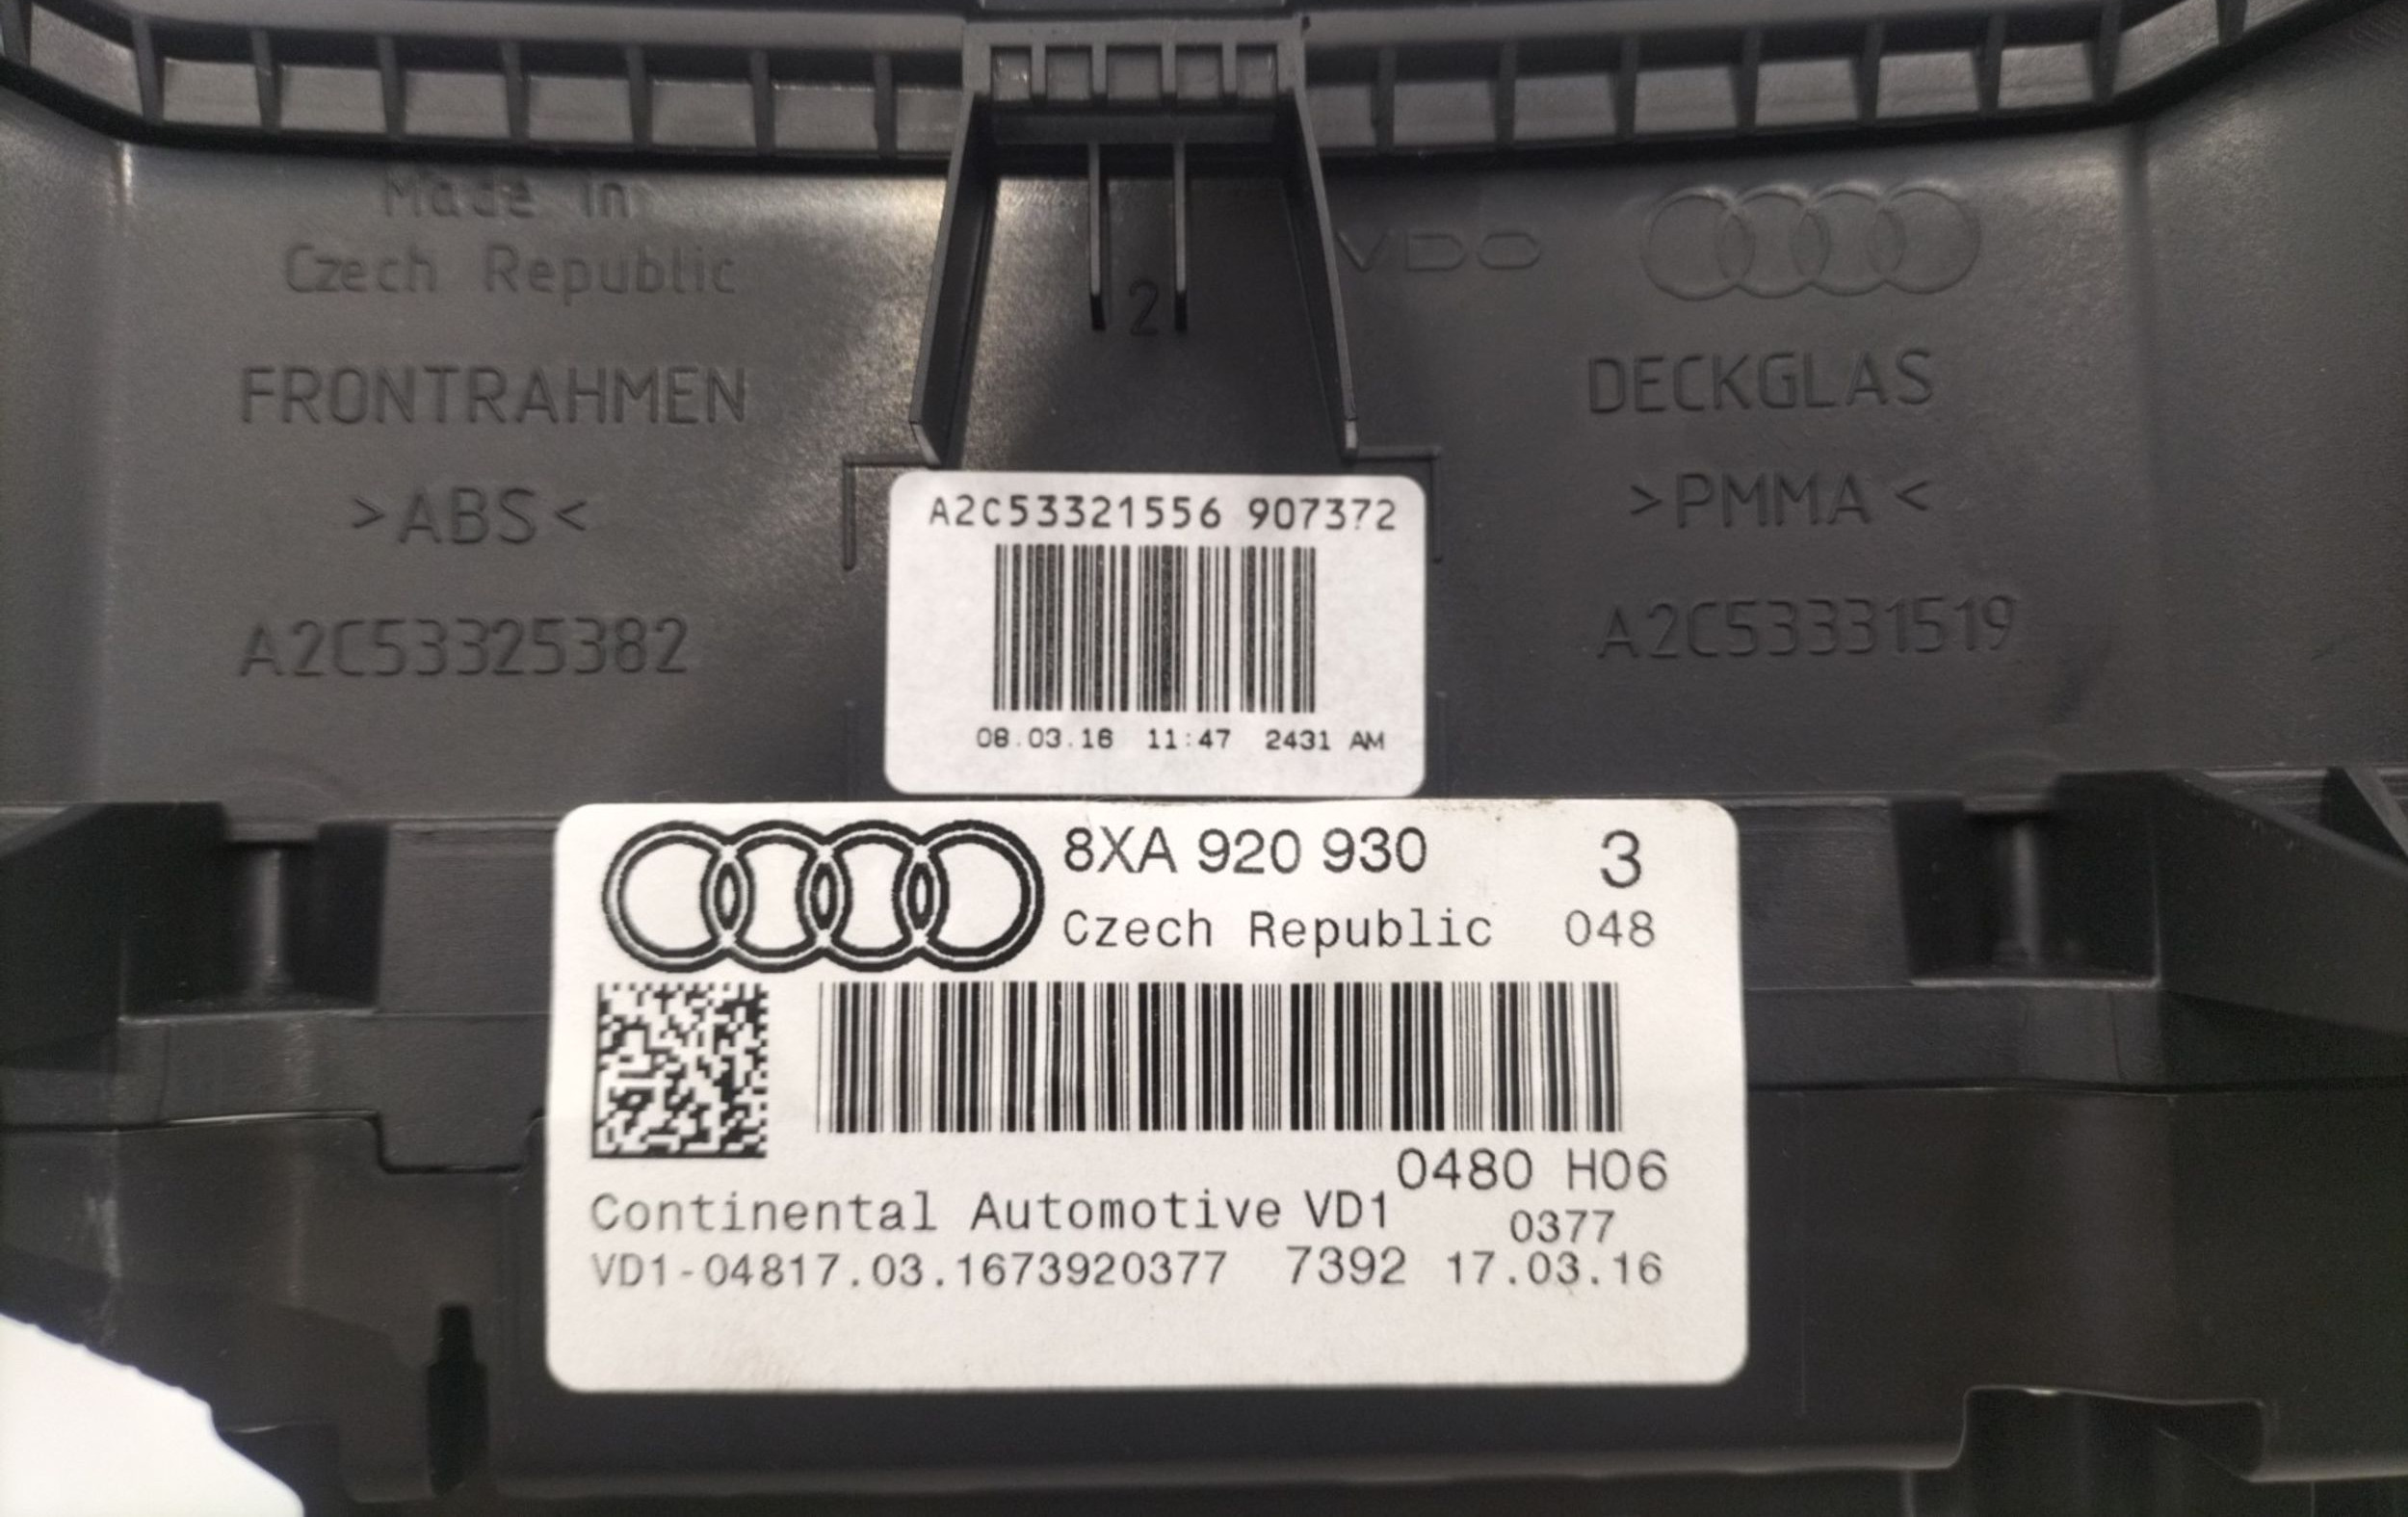 Made in
Czech Republic
FRONTRAHMEN
>ABS<
A2C53325382
2
VDO
DECKGLAS
>PMMA<
A2C53331519
A2C53321556 907372
08.03.16 11:47 2431 AM
8XA 920 930 3
Czech Republic 048
0480 H06
Continental Automotive VD1 0377
VD1-04817.03.1673920377 7392 17.03.16